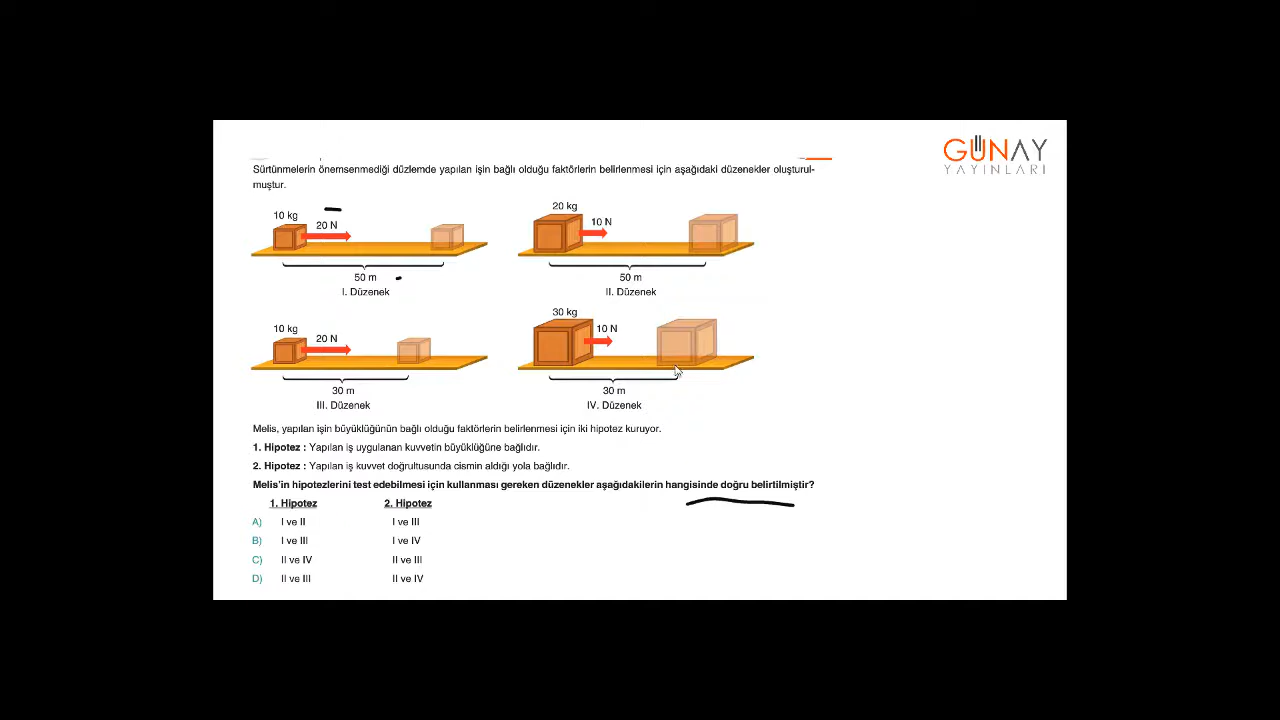 GÜNAY
YAYINLARI
Sürtünmelerin önemsenmediği düzlemde yapılan işin bağlı olduğu faktörlerin belirlenmesi için aşağıdaki düzenekler oluşturul-
muştur.
10 kg
20 N
50 m
I. Düzenek
20 kg
10 N
50 m
II. Düzenek
10 kg
20 N
30 m
III. Düzenek
30 kg
10 N
30 m
IV. Düzenek
Melis, yapılan işin büyüklüğünün bağlı olduğu faktörlerin belirlenmesi için iki hipotez kuruyor.
1. Hipotez : Yapılan iş uygulanan kuvvetin büyüklüğüne bağlıdır.
2. Hipotez : Yapılan iş kuvvet doğrultusunda cismin aldığı yola bağlıdır.
Melis'in hipotezlerini test edebilmesi için kullanması gereken düzenekler aşağıdakilerin hangisinde doğru belirtilmiştir?
1. Hipotez 2. Hipotez
A) I ve II I ve III
B) I ve III I ve IV
C) II ve IV II ve III
D) II ve III II ve IV